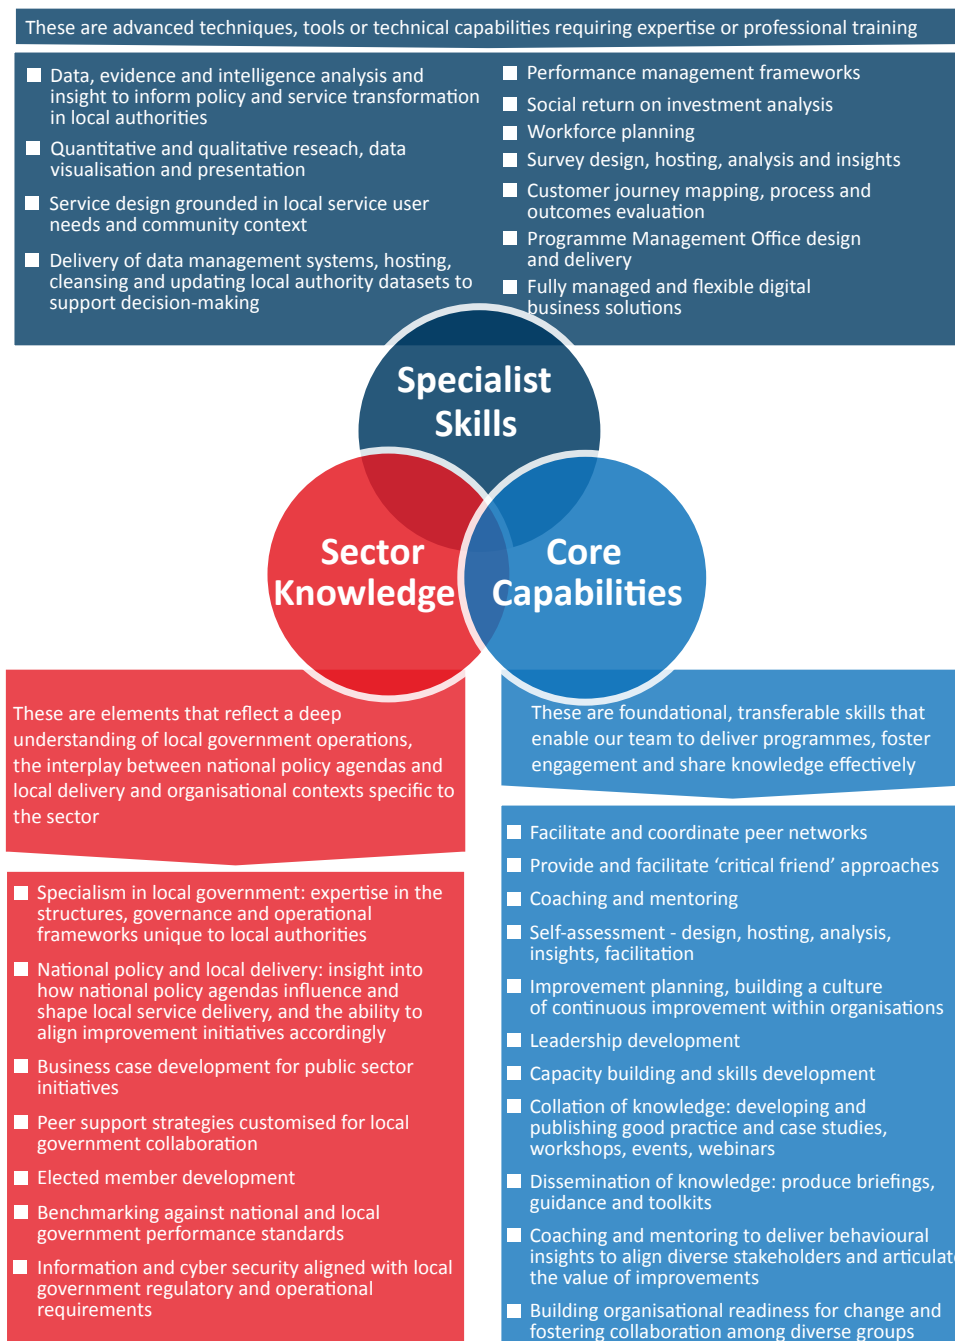 These are advanced techniques, tools or technical capabilities requiring expertise or professional training
Data, evidence and intelligence analysis and
insight to inform policy and service transformation
in local authorities
Quantitative and qualitative reseach, data
visualisation and presentation
Service design grounded in local service user
needs and community context
Delivery of data management systems, hosting,
cleansing and updating local authority datasets to
support decision-making
Performance management frameworks
Social return on investment analysis
Workforce planning
Survey design, hosting, analysis and insights
Customer journey mapping, process and
outcomes evaluation
Programme Management Office design
and delivery
Fully managed and flexible digital
business solutions
Specialist
Skills
Sector
Knowledge
Core
Capabilities
These are elements that reflect a deep
understanding of local government operations,
the interplay between national policy agendas and
local delivery and organisational contexts specific to
the sector
Specialism in local government: expertise in the
structures, governance and operational
frameworks unique to local authorities
National policy and local delivery: insight into
how national policy agendas influence and
shape local service delivery, and the ability to
align improvement initiatives accordingly
Business case development for public sector
initiatives
Peer support strategies customised for local
government collaboration
Elected member development
Benchmarking against national and local
government performance standards
Information and cyber security aligned with local
government regulatory and operational
requirements
These are foundational, transferable skills that
enable our team to deliver programmes, foster
engagement and share knowledge effectively
Facilitate and coordinate peer networks
Provide and facilitate ‘critical friend’ approaches
Coaching and mentoring
Self-assessment - design, hosting, analysis,
insights, facilitation
Improvement planning, building a culture
of continuous improvement within organisations
Leadership development
Capacity building and skills development
Collation of knowledge: developing and
publishing good practice and case studies,
workshops, events, webinars
Dissemination of knowledge: produce briefings,
guidance and toolkits
Coaching and mentoring to deliver behavioural
insights to align diverse stakeholders and articulate
the value of improvements
Building organisational readiness for change and
fostering collaboration among diverse groups